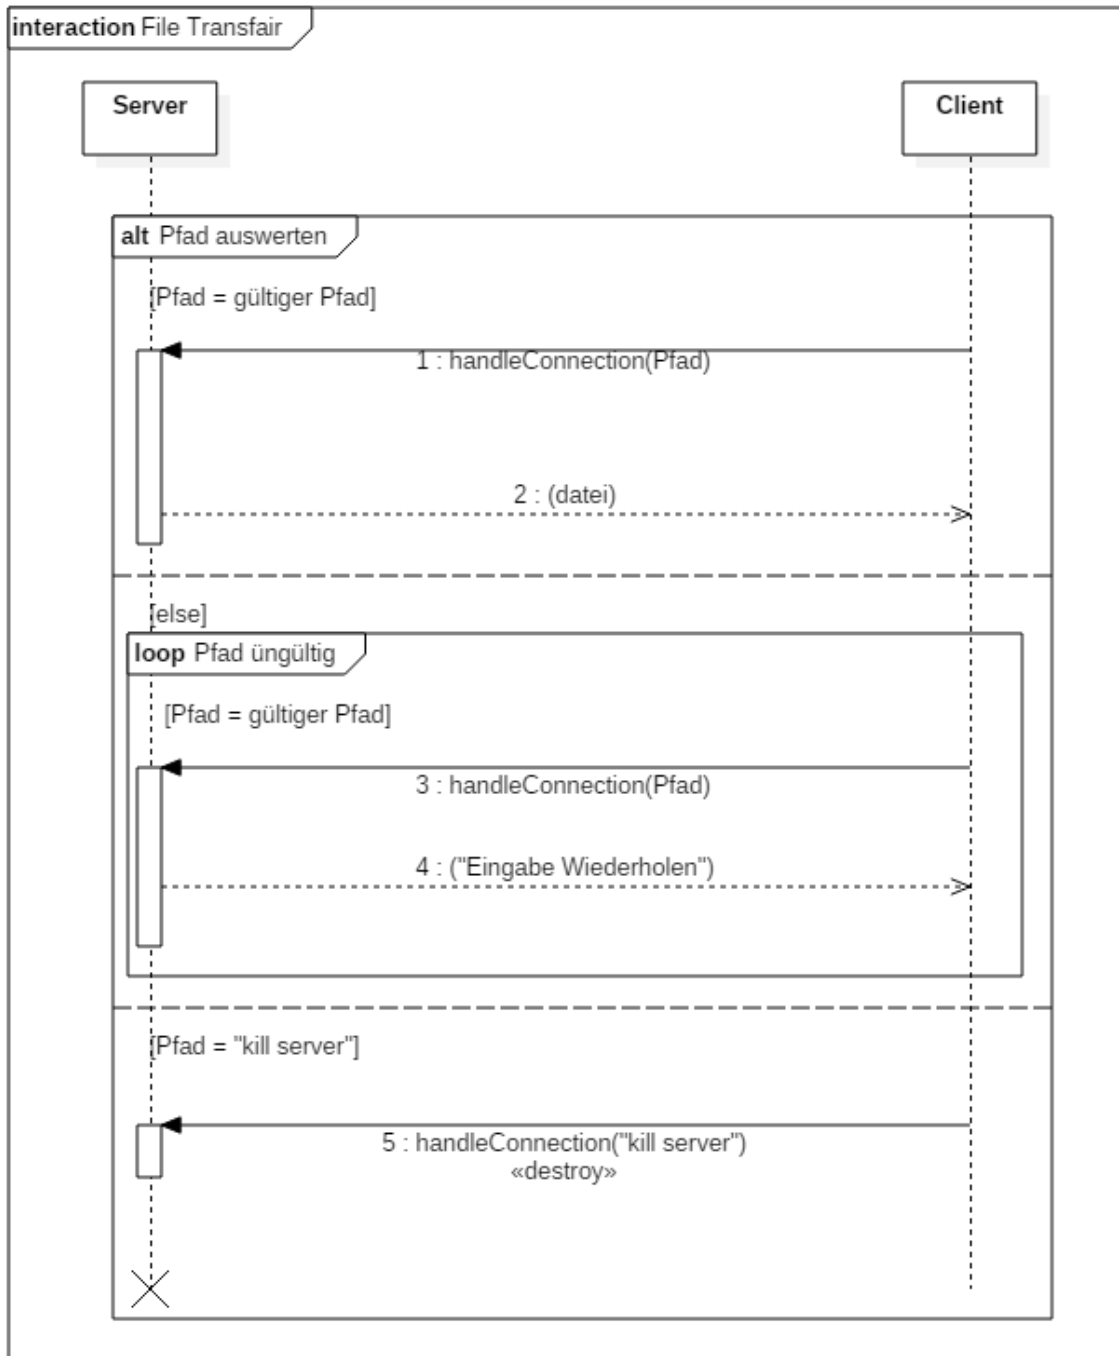 interaction File Transfair
Server
Client
alt Pfad auswerten
[Pfad = gültiger Pfad]
1 : handleConnection(Pfad)
2 : (datei)
[else]
loop Pfad üngültig
[Pfad = gültiger Pfad]
3 : handleConnection(Pfad)
4 : ("Eingabe Wiederholen")
[Pfad = "kill server"]
5 : handleConnection("kill server")
«destroy»